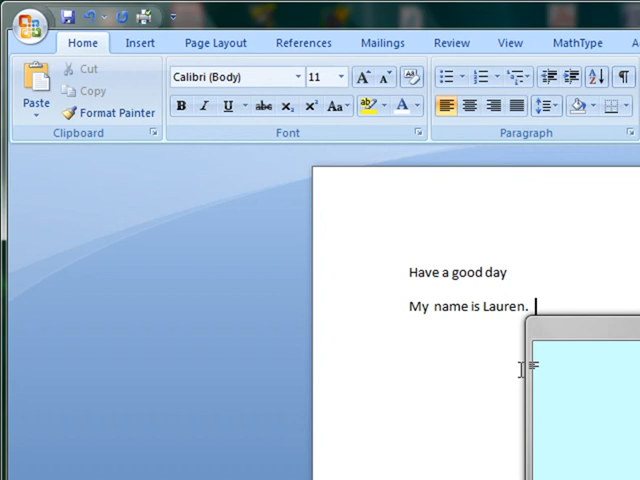 Home Insert Page Layout References Mailings Review View MathType
Cut
Copy
Format Painter
Paste
Calibri (Body) 11
Clipboard Font Paragraph
Have a good day
My name is Lauren.